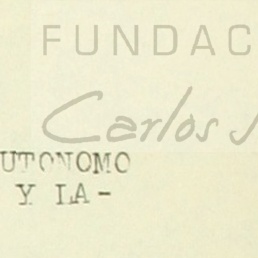 FUNDAC
Carlos J
UTONOMO
Y LA-